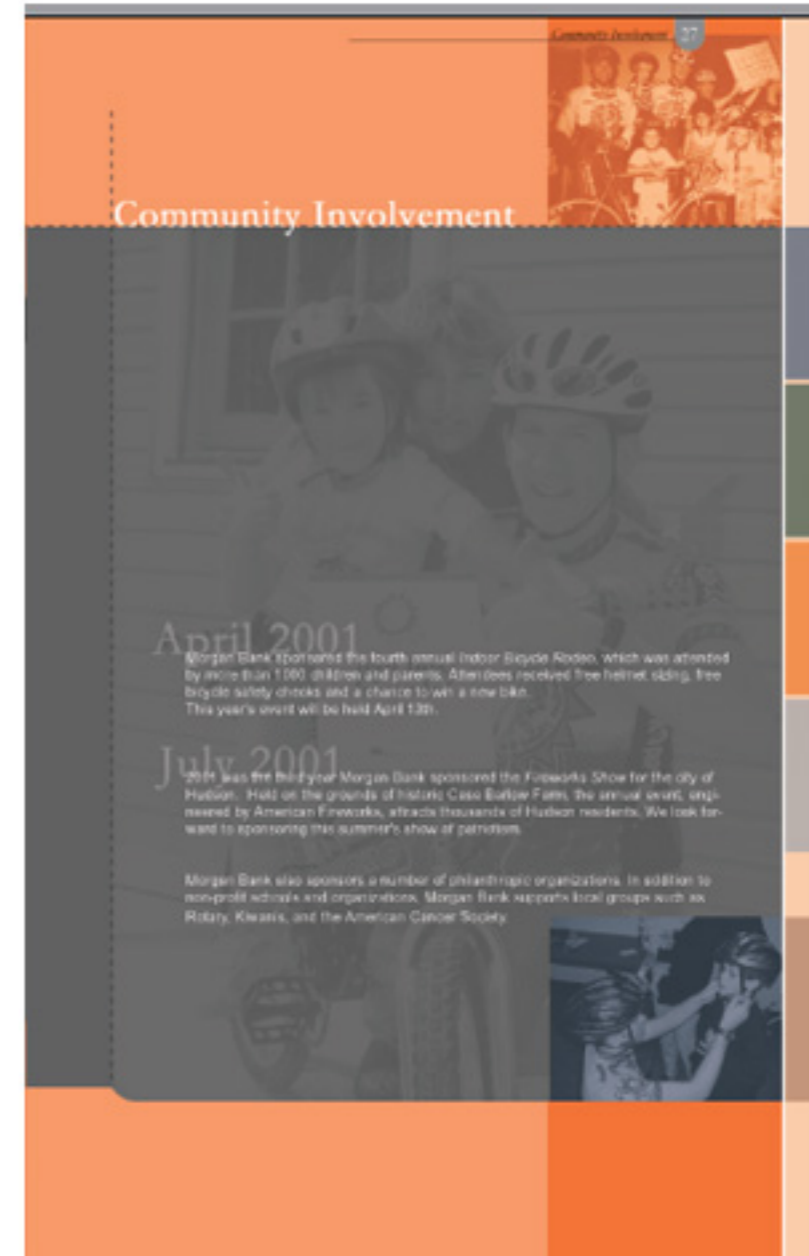 Community Involvement 27
Community Involvement
April 2001
Morgan Bank sponsored the fourth annual Indoor Bicycle Rodeo, which was attended
by more than 1000 children and parents. Attendees received free helmet sizing, free
bicycle safety checks and a chance to win a new bike.
This year's event will be held April 13th.
July 2001
2001 was the third year Morgan Bank sponsored the Fireworks Show for the city of
Hudson. Held on the grounds of historic Case Barlow Farm, the annual event, engi-
neered by American Fireworks, attracts thousands of Hudson residents. We look for-
ward to sponsoring this summer's show of patriotism.
Morgan Bank also sponsors a number of philanthropic organizations. In addition to
non-profit schools and organizations, Morgan Bank supports local groups such as
Rotary, Kiwanis, and the American Cancer Society.